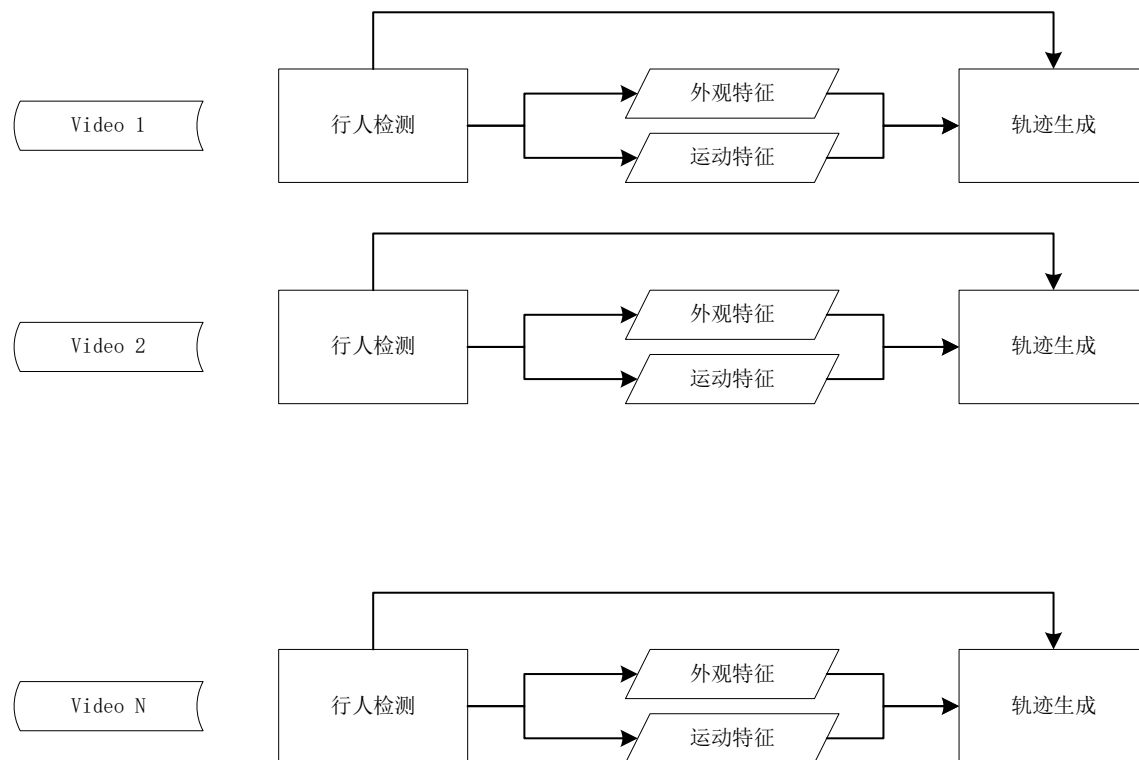 外观特征
Video 1
行人检测
轨迹生成
运动特征
外观特征
Video 2
行人检测
轨迹生成
运动特征
外观特征
Video N
行人检测
轨迹生成
运动特征